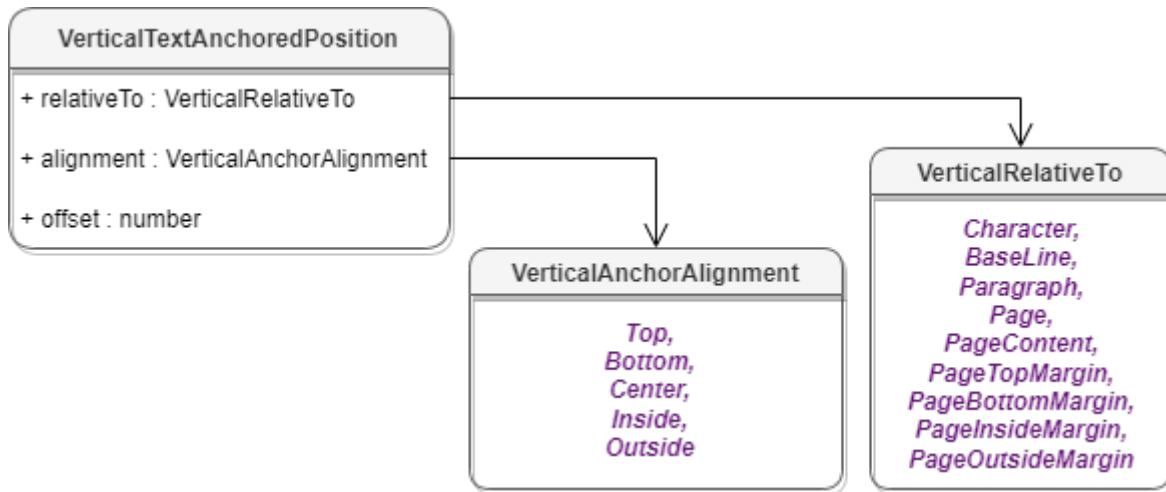 VerticalTextAnchoredPosition
+ relativeTo : VerticalRelativeTo
+ alignment : VerticalAnchorAlignment
+ offset : number
VerticalAnchorAlignment
Top,
Bottom,
Center,
Inside,
Outside
VerticalRelativeTo
Character,
BaseLine,
Paragraph,
Page,
PageContent,
PageTopMargin,
PageBottomMargin,
PageInsideMargin,
PageOutsideMargin